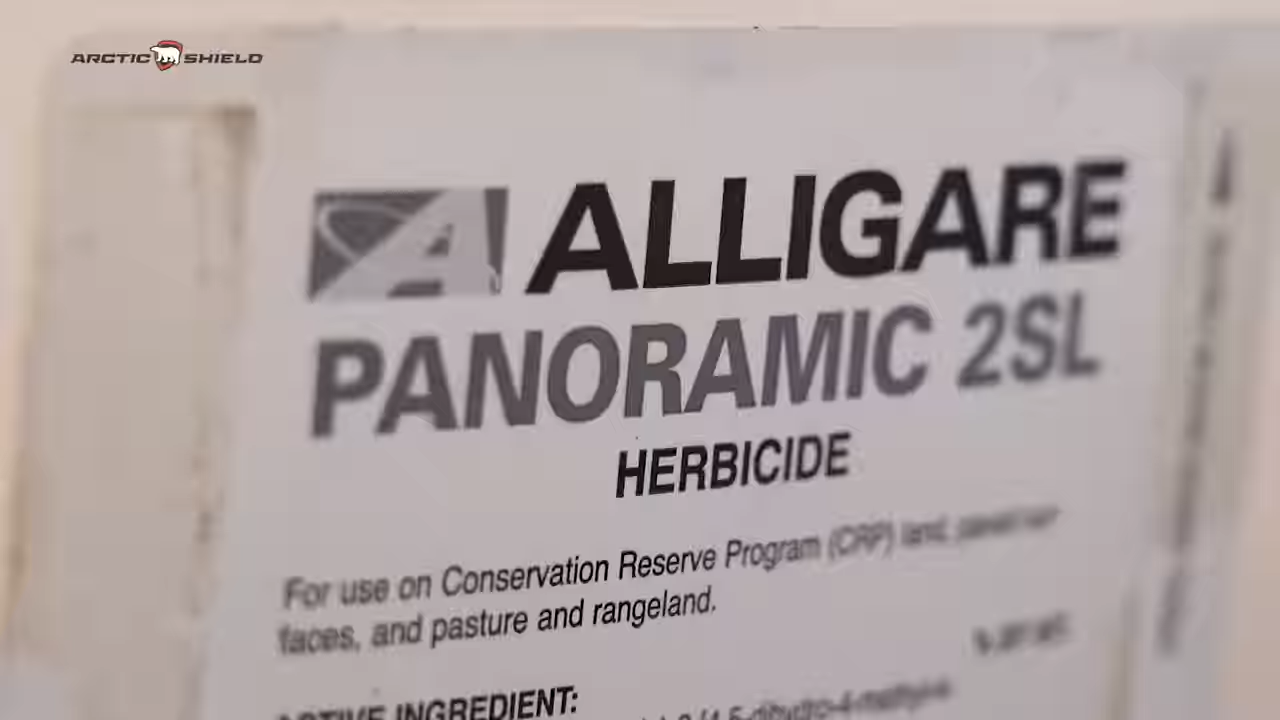 ARCTIC SHIELD
ALLIGARE
PANORAMIC 2SL
HERBICIDE
For use on Conservation Reserve Program (CRP) land,
faces, and pasture and rangeland.
ACTIVE INGREDIENT: